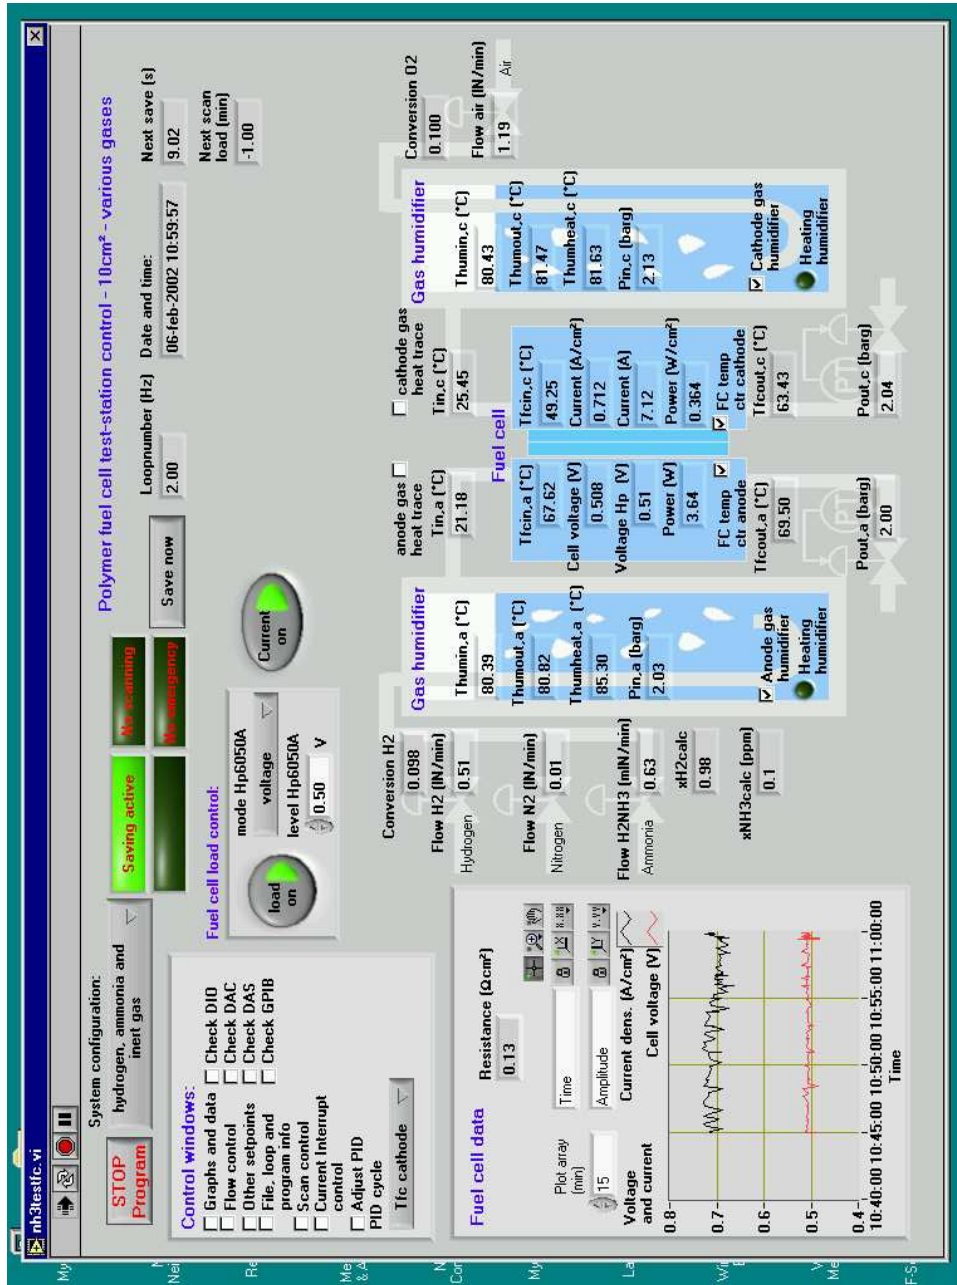 nh3testfc.vi
System configuration:
STOP
Program
hydrogen, ammonia and
inert gas
Saving active
No scanning
No emergency
Save now
Polymer fuel cell test-station control - 10cm² - various gases
Loopnumber (Hz)
2.00
Date and time:
06-feb-2002 10:59:57
Next save (s)
9.02
Next scan
load (min)
-1.00
Control windows:
Graphs and data
Flow control
Other setpoints
File, loop and
program info
Scan control
Current Interrupt
control
Adjust PID
PID cycle
Tfc cathode
Check DIO
Check DAC
Check DAS
Check GPIB
Fuel cell load control:
load
on
mode Hp6050A
voltage
level Hp6050A
0.50
V
Current
on
Fuel cell data
Resistance (Ωcm²)
0.13
Plot array
(min)
15
Time
X.XX
Amplitude
Y.YY
Voltage
and current
Current dens. (A/cm²)
Cell voltage (V)
0.8
0.7
0.6
0.5
0.4
10:40:00 10:45:00 10:50:00 10:55:00 11:00:00
Time
Conversion H2
0.098
Flow H2 (lN/min)
0.51
Hydrogen
Flow N2 (lN/min)
0.01
Nitrogen
Flow H2NH3 (mlN/min)
0.63
Ammonia
xH2calc
0.98
xNH3calc (ppm)
0.1
Gas humidifier
Thumin,a (°C)
80.39
Thumout,a (°C)
80.82
Thumheat,a (°C)
85.30
Pin,a (barg)
2.03
Anode gas
humidifier
Heating
humidifier
anode gas
heat trace
Tin,a (°C)
21.18
cathode gas
heat trace
Tin,c (°C)
25.45
Fuel cell
Tfcin,a (°C)
67.62
Cell voltage (V)
0.508
Voltage Hp (V)
0.51
Power (W)
3.64
FC temp
ctr anode
Tfcin,c (°C)
49.25
Current (A/cm²)
0.712
Current (A)
7.12
Power (W/cm²)
0.364
FC temp
ctr cathode
Tfcout,a (°C)
69.50
Tfcout,c (°C)
63.43
PT
PT
Pout,a (barg)
2.00
Pout,c (barg)
2.04
Gas humidifier
Thumin,c (°C)
80.43
Thumout,c (°C)
81.47
Thumheat,c (°C)
81.63
Pin,c (barg)
2.13
Cathode gas
humidifier
Heating
humidifier
Conversion O2
0.100
Flow air (lN/min)
1.19
Air
My
Nei
Re
Me
& A
N
Con
My
La
Wir
V
Me
F-Se